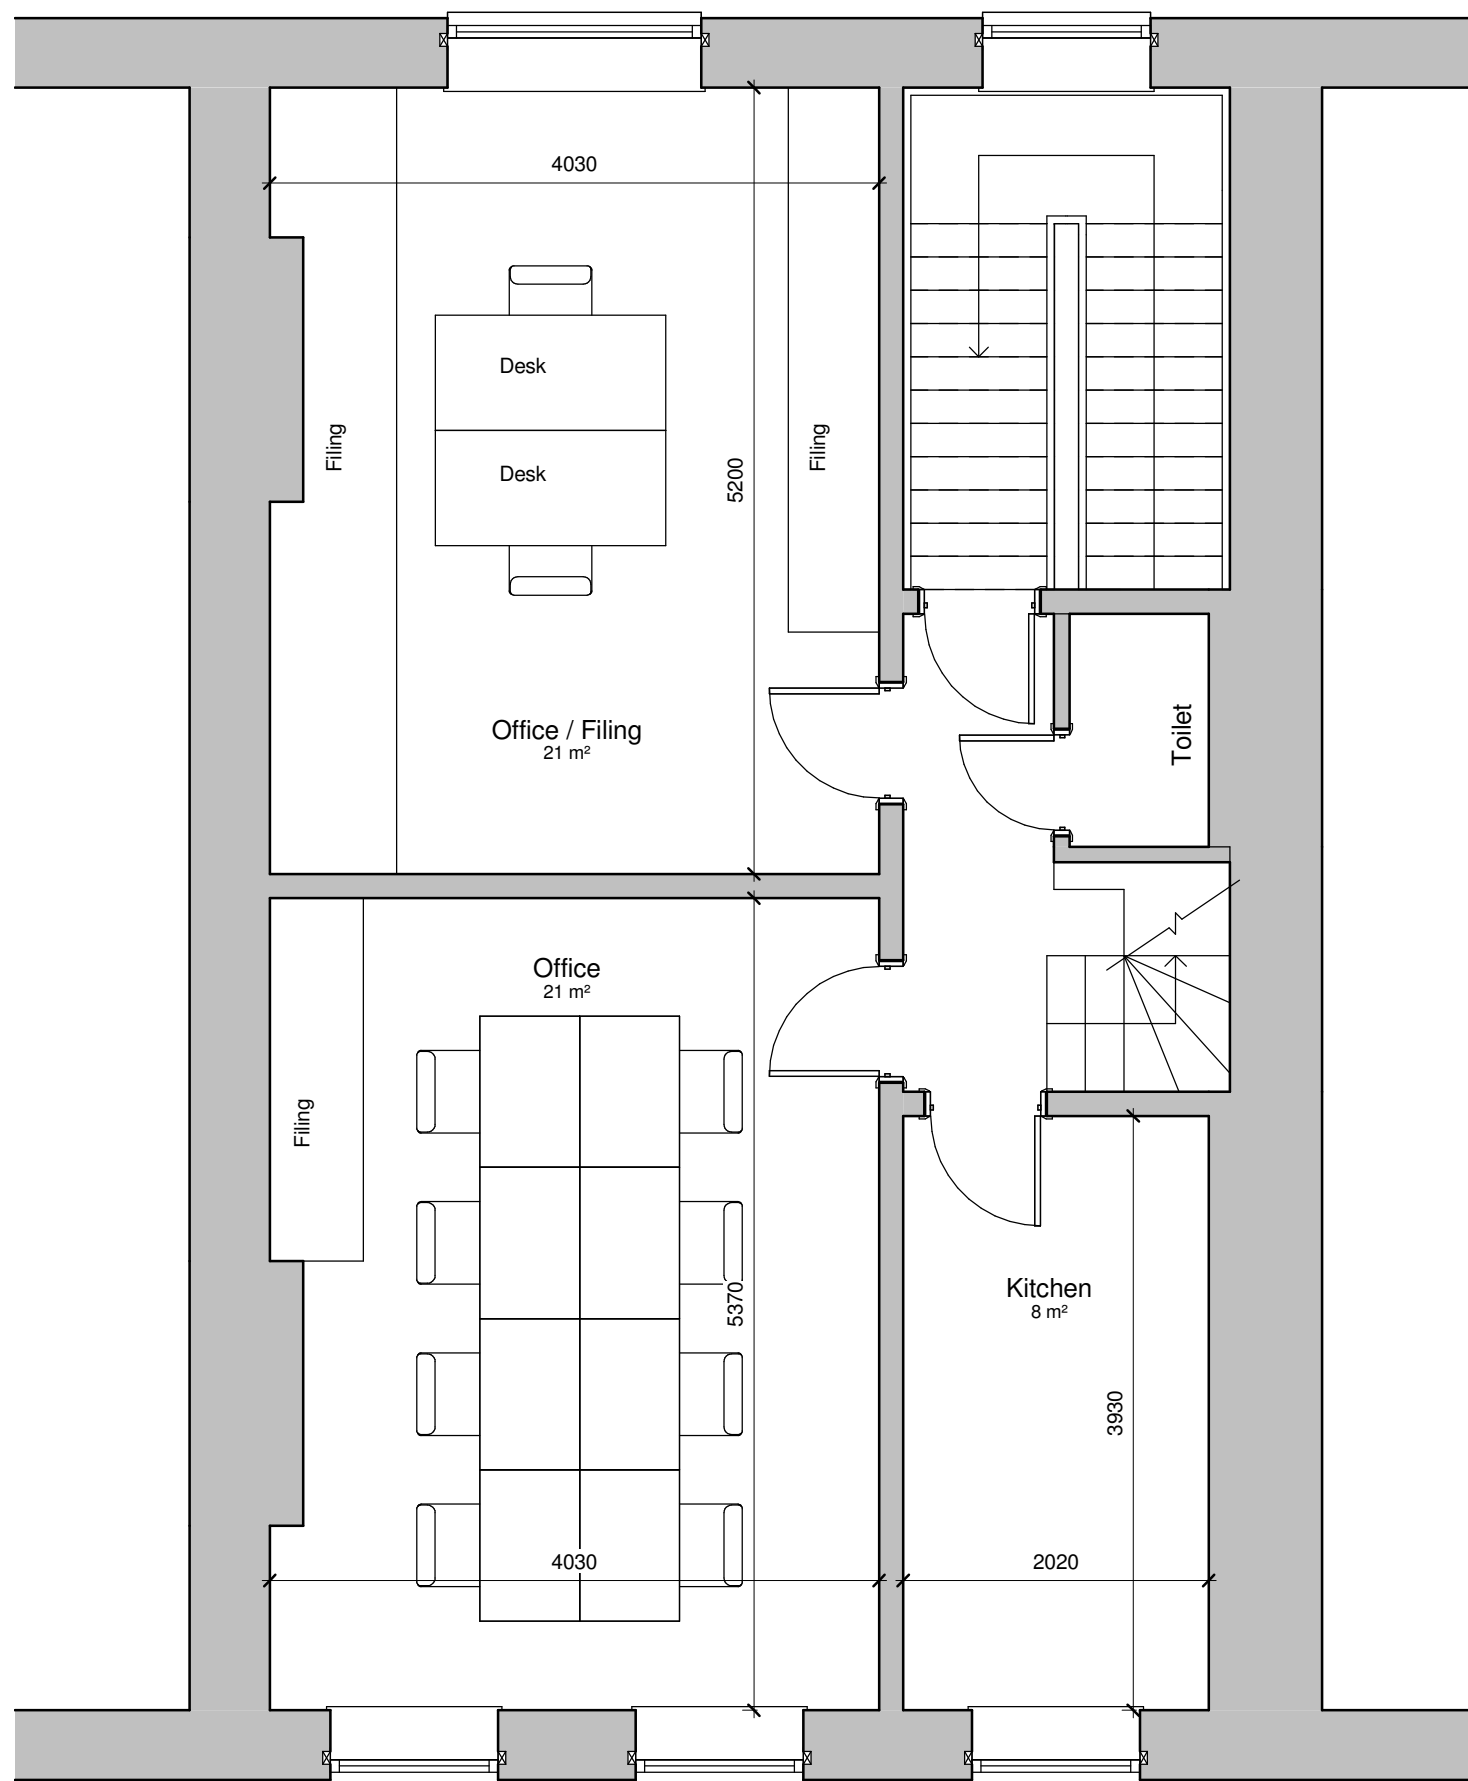 4030
Desk
Filing
Filing
Desk
5200
Office / Filing
21 m²
Toilet
Office
21 m²
Filing
Kitchen
8 m²
5370
3930
4030
2020